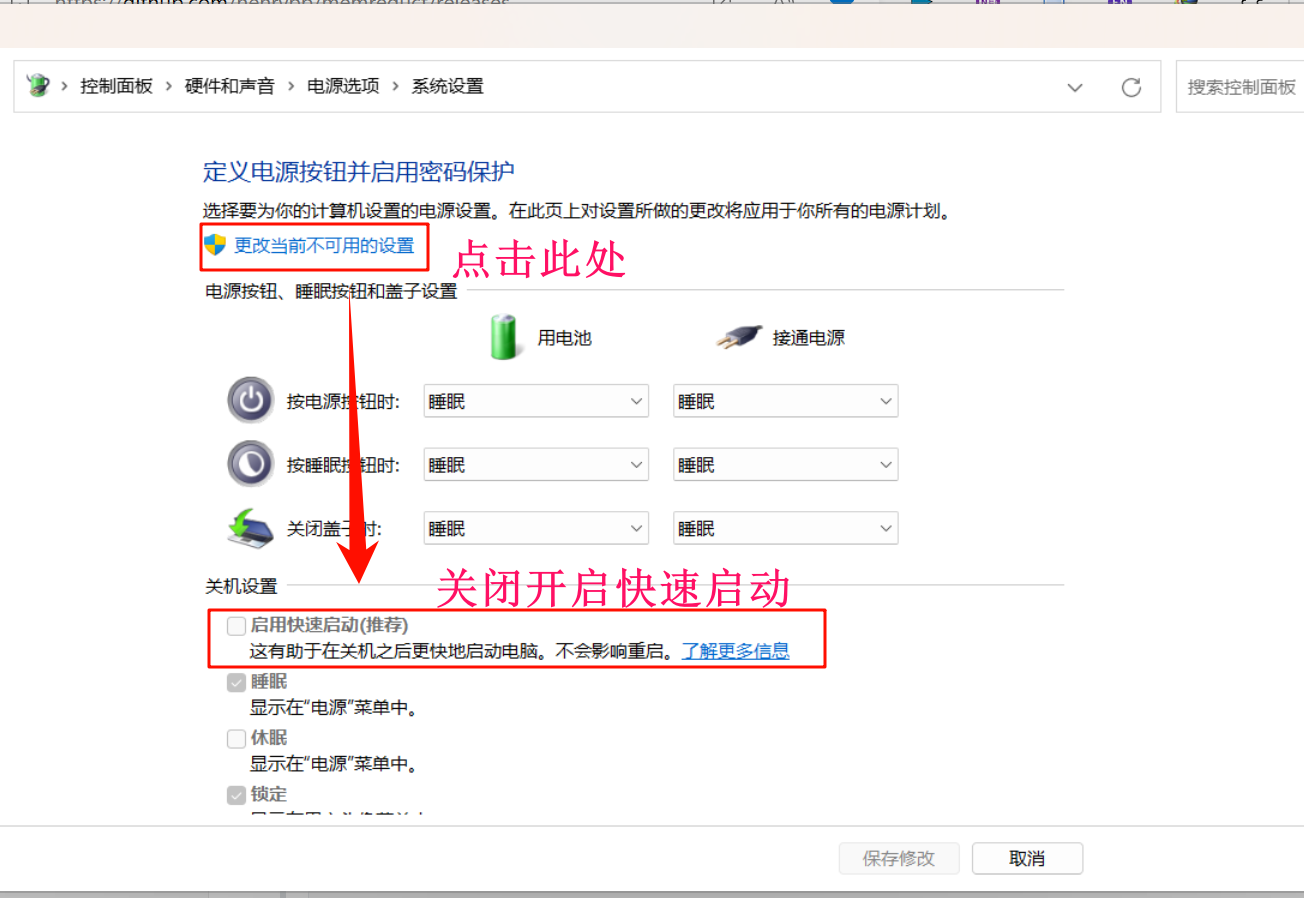 https://github.com/henrypp/memreduct/releases
控制面板 › 硬件和声音 › 电源选项 › 系统设置
搜索控制面板
定义电源按钮并启用密码保护
选择要为你的计算机设置的电源设置。在此页上对设置所做的更改将应用于你所有的电源计划。
更改当前不可用的设置
点击此处
电源按钮、睡眠按钮和盖子设置
用电池 接通电源
按电源按钮时: 睡眠 睡眠
按睡眠按钮时: 睡眠 睡眠
关闭盖子时: 睡眠 睡眠
关机设置
关闭开启快速启动
启用快速启动(推荐)
这有助于在关机之后更快地启动电脑。不会影响重启。了解更多信息
睡眠
显示在“电源”菜单中。
休眠
显示在“电源”菜单中。
锁定
保存修改 取消